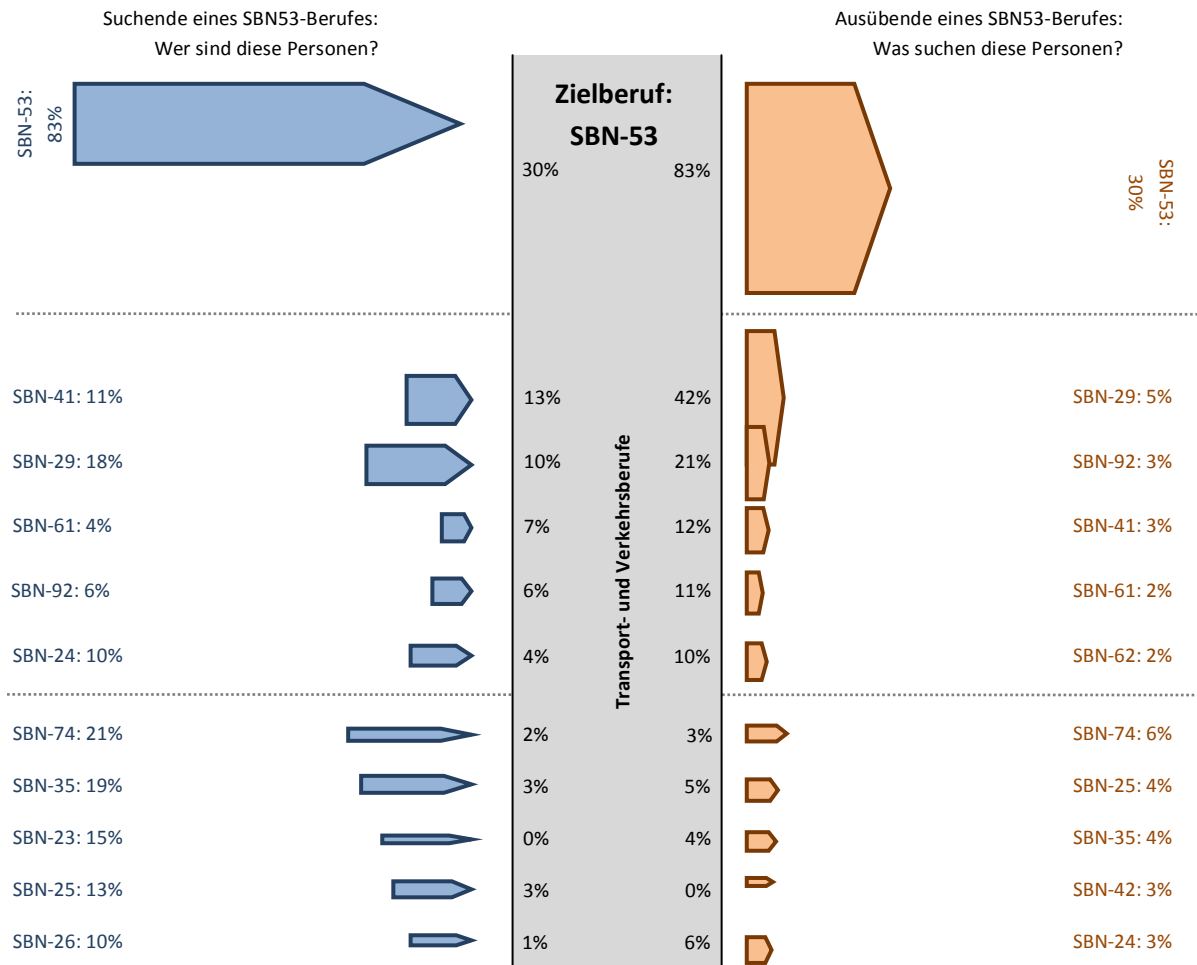 Suchende eines SBN53-Berufes:
Wer sind diese Personen?
Ausübende eines SBN53-Berufes:
Was suchen diese Personen?
Zielberuf:
SBN-53
SBN-53:
83%
30% 83%
SBN-53:
30%
Transport- und Verkehrsberufe
SBN-41: 11% 13% 42% SBN-29: 5%
SBN-29: 18% 10% 21% SBN-92: 3%
SBN-61: 4% 7% 12% SBN-41: 3%
SBN-92: 6% 6% 11% SBN-61: 2%
SBN-24: 10% 4% 10% SBN-62: 2%
SBN-74: 21% 2% 3% SBN-74: 6%
SBN-35: 19% 3% 5% SBN-25: 4%
SBN-23: 15% 0% 4% SBN-35: 4%
SBN-25: 13% 3% 0% SBN-42: 3%
SBN-26: 10% 1% 6% SBN-24: 3%